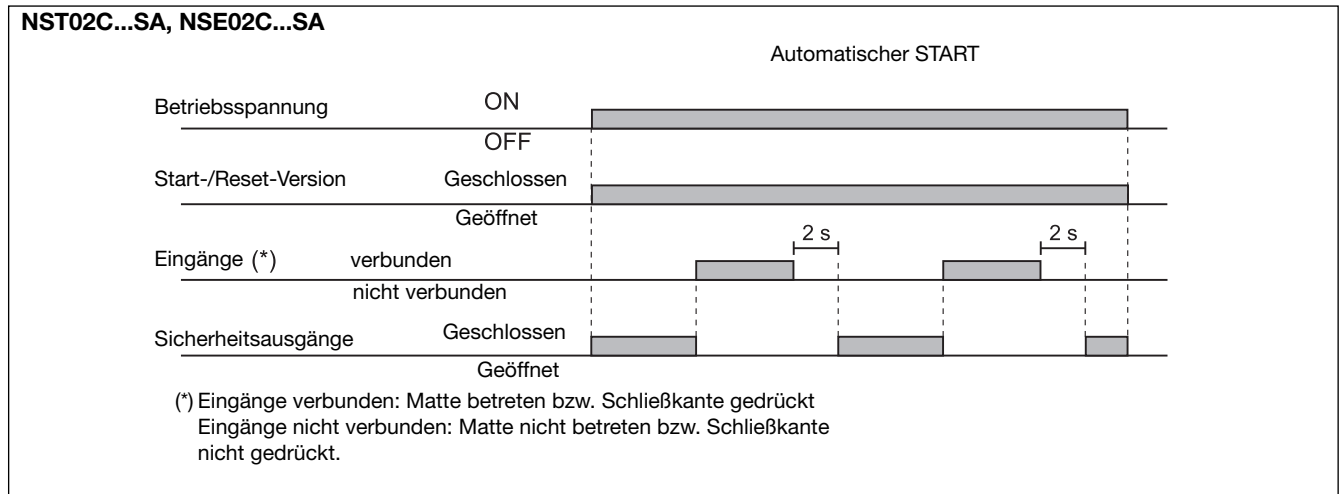 NST02C...SA, NSE02C...SA
Automatischer START
Betriebsspannung ON
OFF
Start-/Reset-Version Geschlossen
Geöffnet
2 s 2 s
Eingänge (*) verbunden
nicht verbunden
Sicherheitsausgänge Geschlossen
Geöffnet
(*) Eingänge verbunden: Matte betreten bzw. Schließkante gedrückt
Eingänge nicht verbunden: Matte nicht betreten bzw. Schließkante
nicht gedrückt.